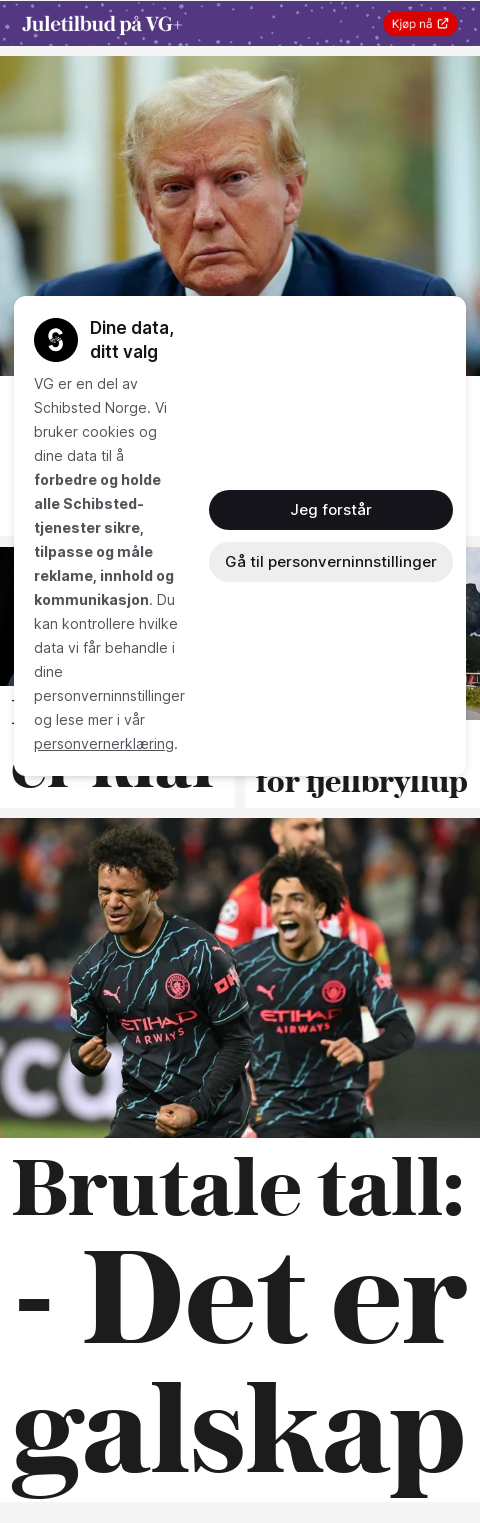 Juletilbud på VG+
Kjøp nå
Dine data,
ditt valg
VG er en del av
Schibsted Norge. Vi
bruker cookies og
dine data til å
forbedre og holde
alle Schibsted-
tjenester sikre,
tilpasse og måle
reklame, innhold og
kommunikasjon. Du
kan kontrollere hvilke
data vi får behandle i
dine
personverninnstillinger
og lese mer i vår
personvernerklæring.
Jeg forstår
Gå til personverninnstillinger
er klar
for fjellbryllup
ETIHAD
AIRWAYS
ETIHAD
AIRWAYS
Brutale tall:
- Det er
galskap